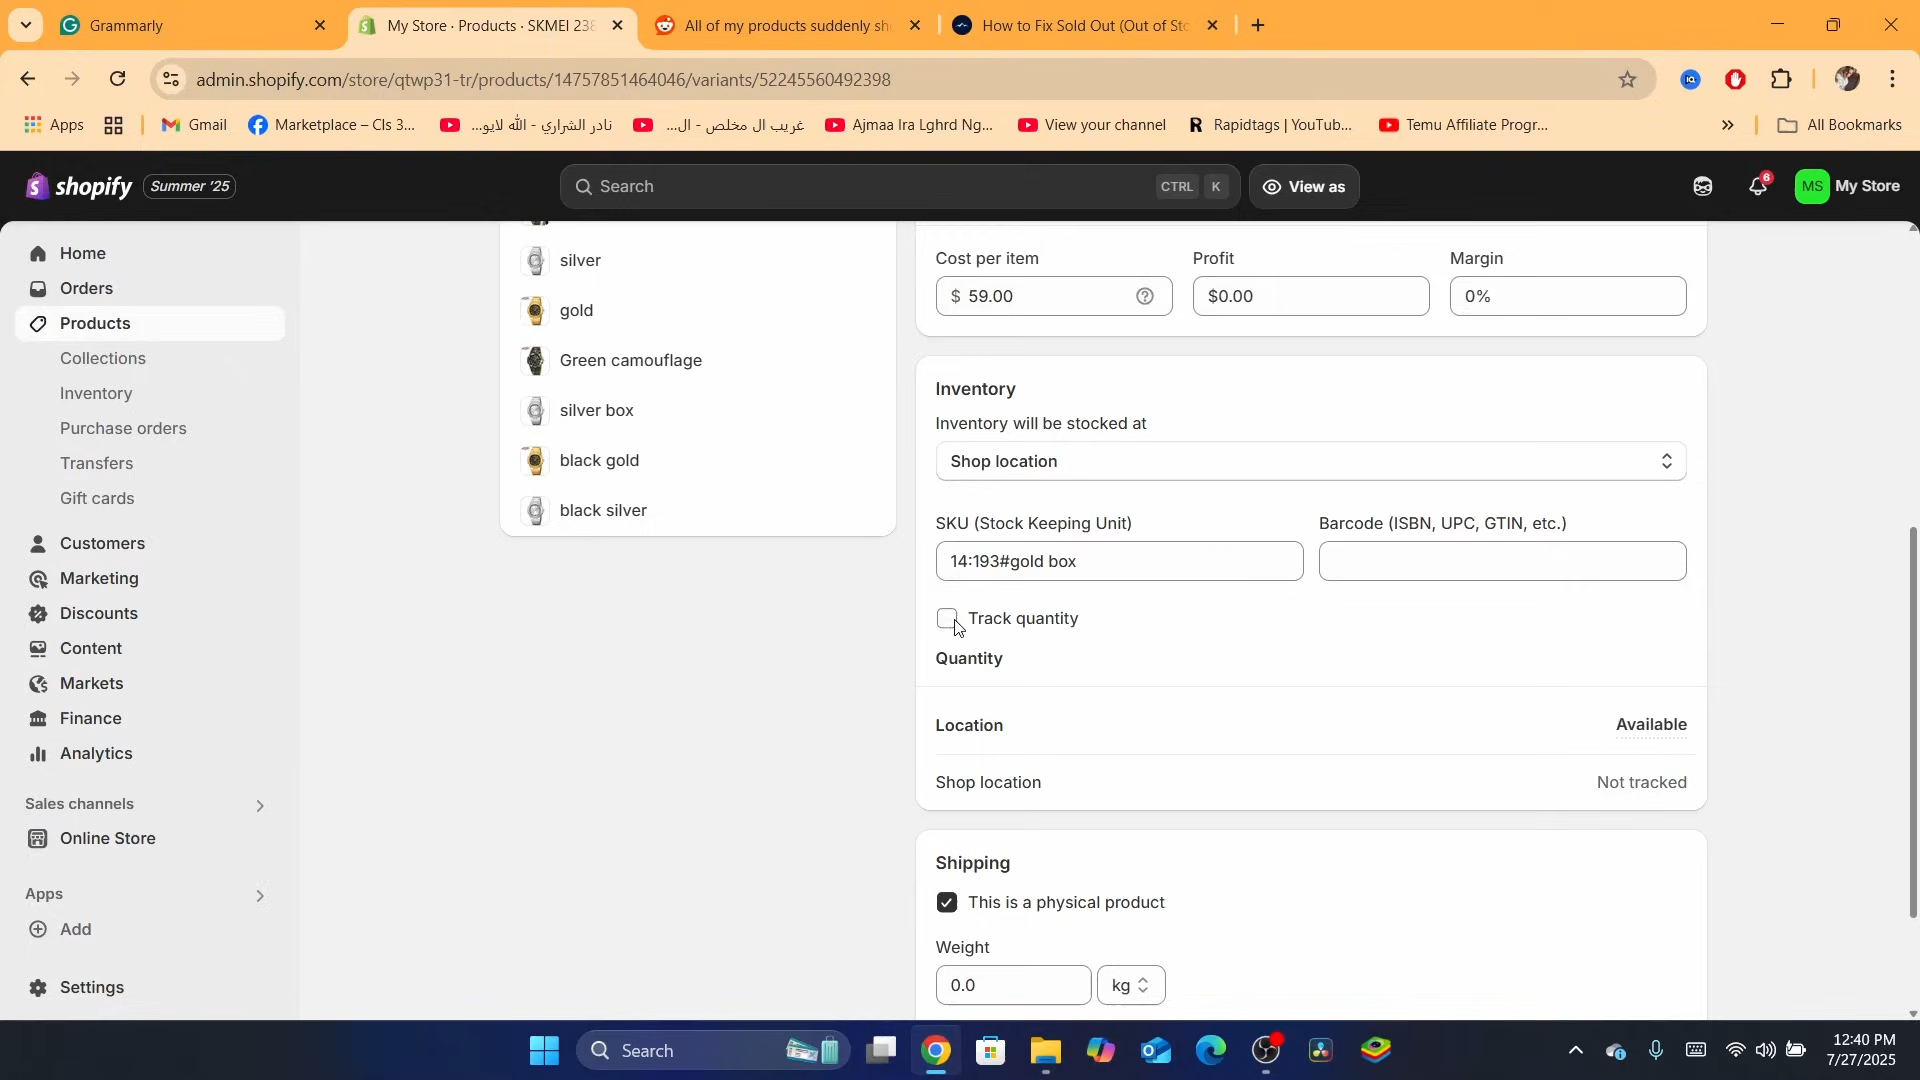 Grammarly
My Store · Products · SKMEI 238
All of my products suddenly sh
How to Fix Sold Out (Out of Sto
admin.shopify.com/store/qtwp31-tr/products/14757851464046/variants/52245560492398
Apps
Gmail
Marketplace – Cls 3...
نادر الشراري - الله لايو...
غريب ال مخلص - ال...
Ajmaa Ira Lghrd Ng...
View your channel
Rapidtags | YouTub...
Temu Affiliate Progr...
All Bookmarks
shopify
Summer '25
Search
CTRL K
View as
6
MS
My Store
Home
Orders
Products
Collections
Inventory
Purchase orders
Transfers
Gift cards
Customers
Marketing
Discounts
Content
Markets
Finance
Analytics
Sales channels
Online Store
Apps
Add
Settings
silver
gold
Green camouflage
silver box
black gold
black silver
Cost per item
Profit
Margin
$ 59.00
$0.00
0%
Inventory
Inventory will be stocked at
Shop location
SKU (Stock Keeping Unit)
Barcode (ISBN, UPC, GTIN, etc.)
14:193#gold box
Track quantity
Quantity
Location
Available
Shop location
Not tracked
Shipping
This is a physical product
Weight
0.0
kg
Search
12:40 PM
7/27/2025